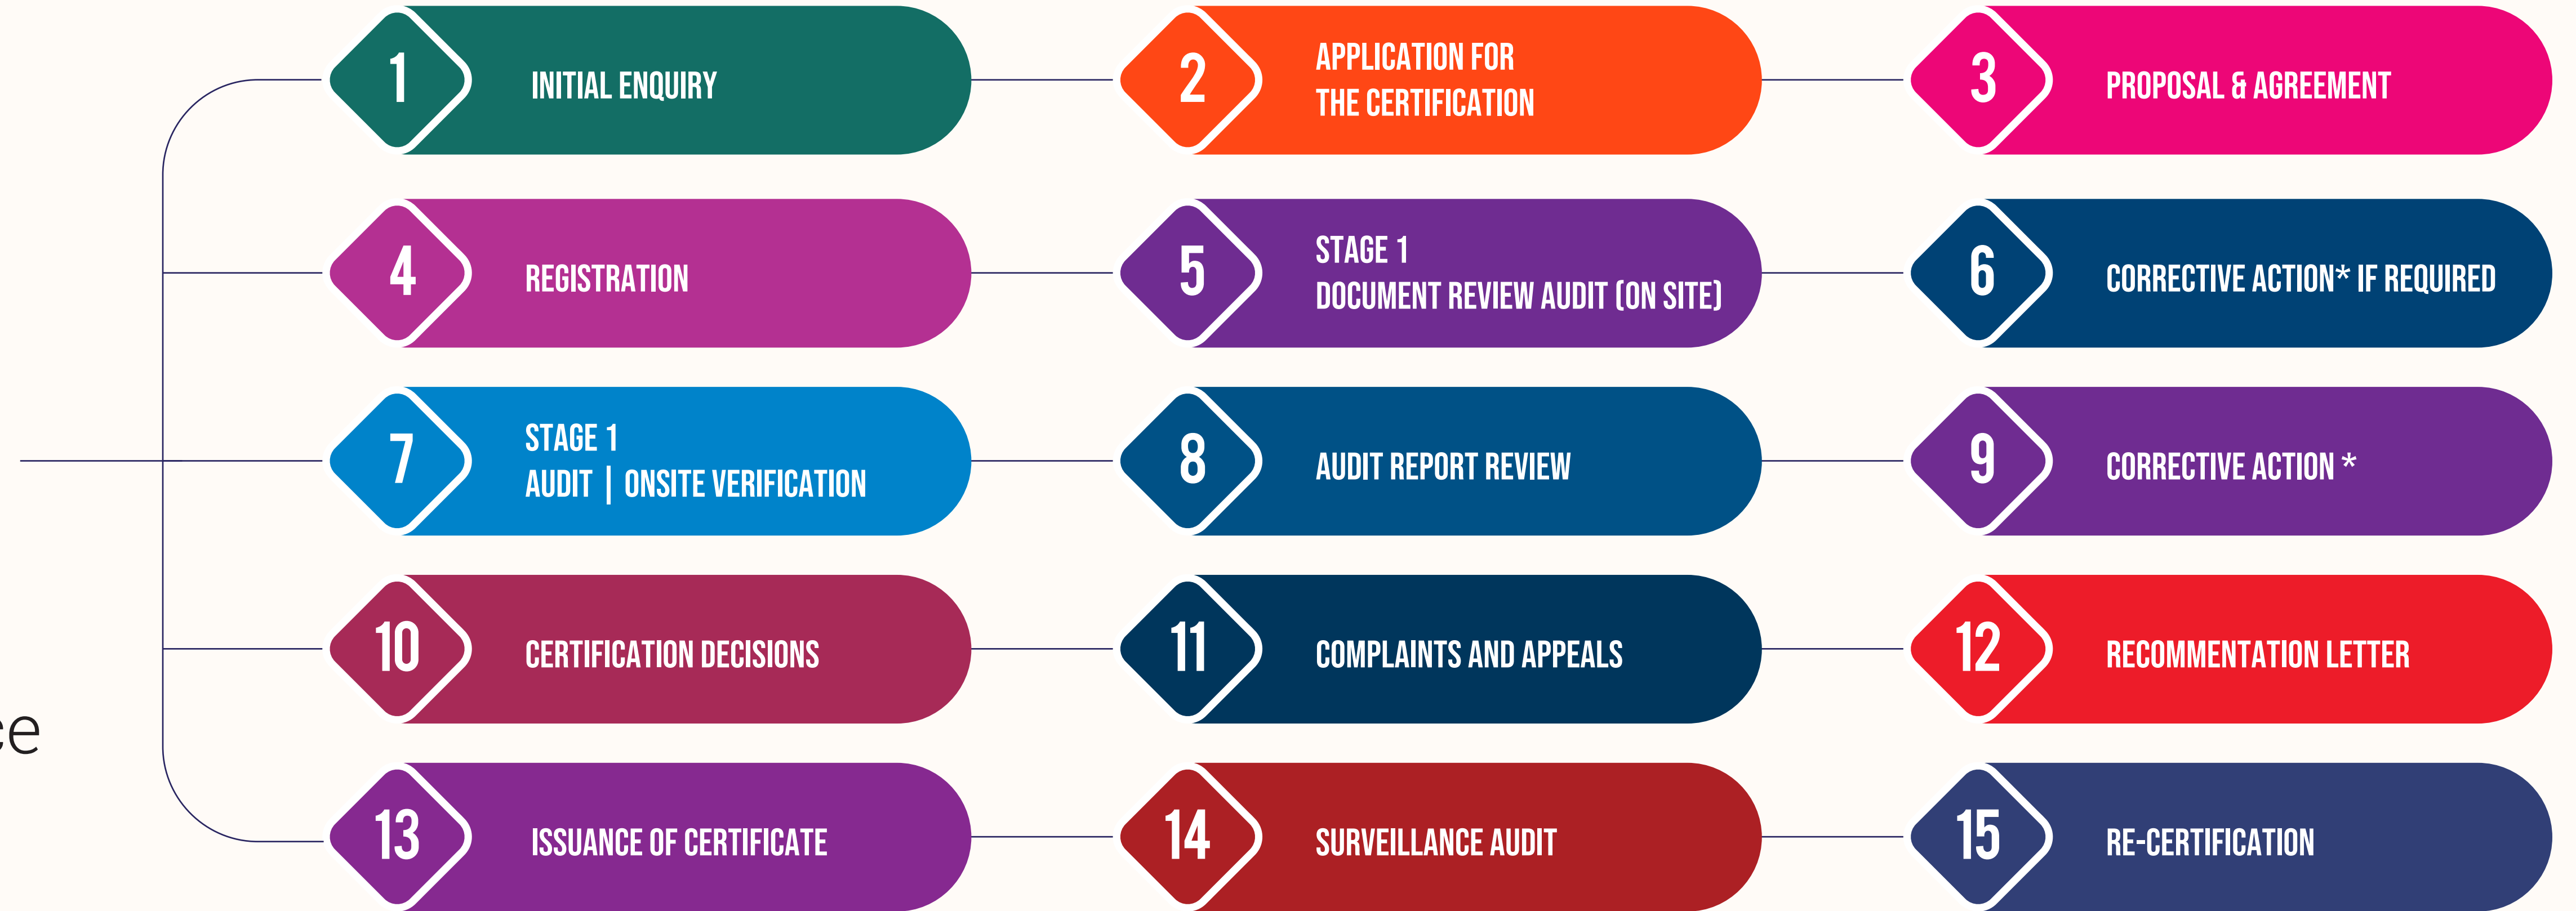 1
INITIAL ENQUIRY
2
APPLICATION FOR
THE CERTIFICATION
3
PROPOSAL & AGREEMENT
4
REGISTRATION
5
STAGE 1
DOCUMENT REVIEW AUDIT (ON SITE)
6
CORRECTIVE ACTION* IF REQUIRED
7
STAGE 1
AUDIT | ONSITE VERIFICATION
8
AUDIT REPORT REVIEW
9
CORRECTIVE ACTION *
10
CERTIFICATION DECISIONS
11
COMPLAINTS AND APPEALS
12
RECOMMENTATION LETTER
13
ISSUANCE OF CERTIFICATE
14
SURVEILLANCE AUDIT
15
RE-CERTIFICATION